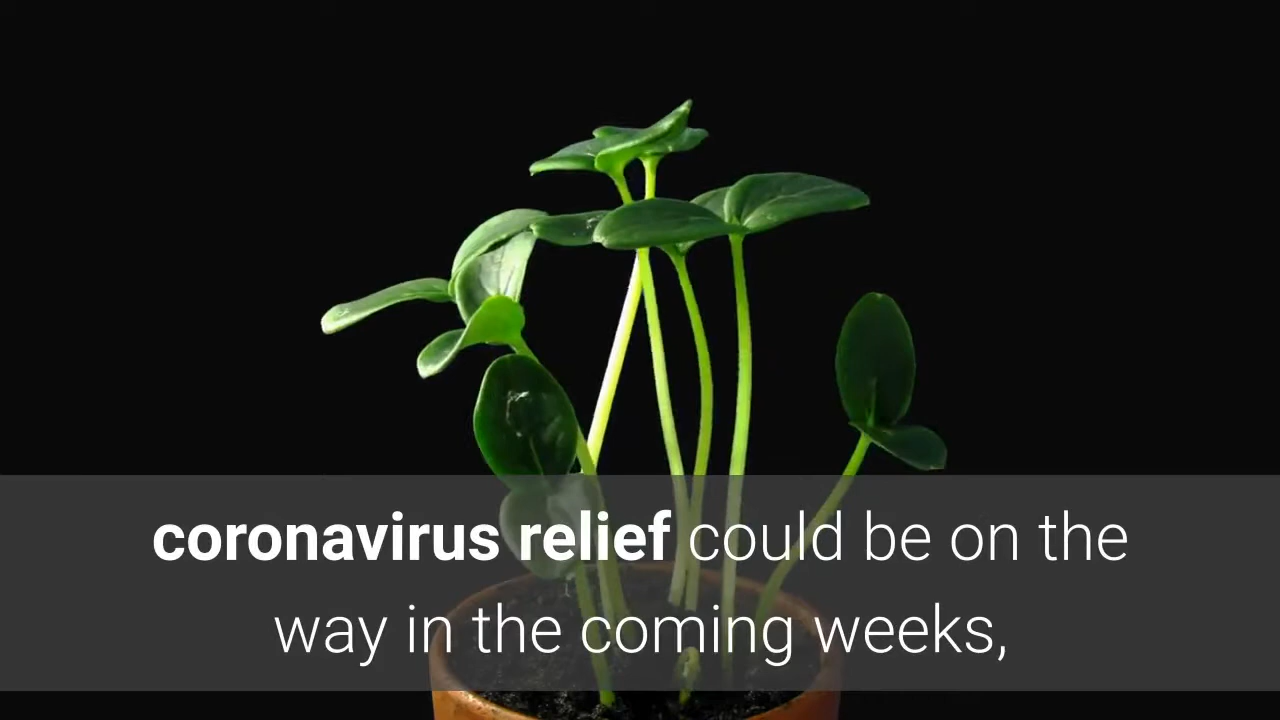 coronavirus relief could be on the
way in the coming weeks,